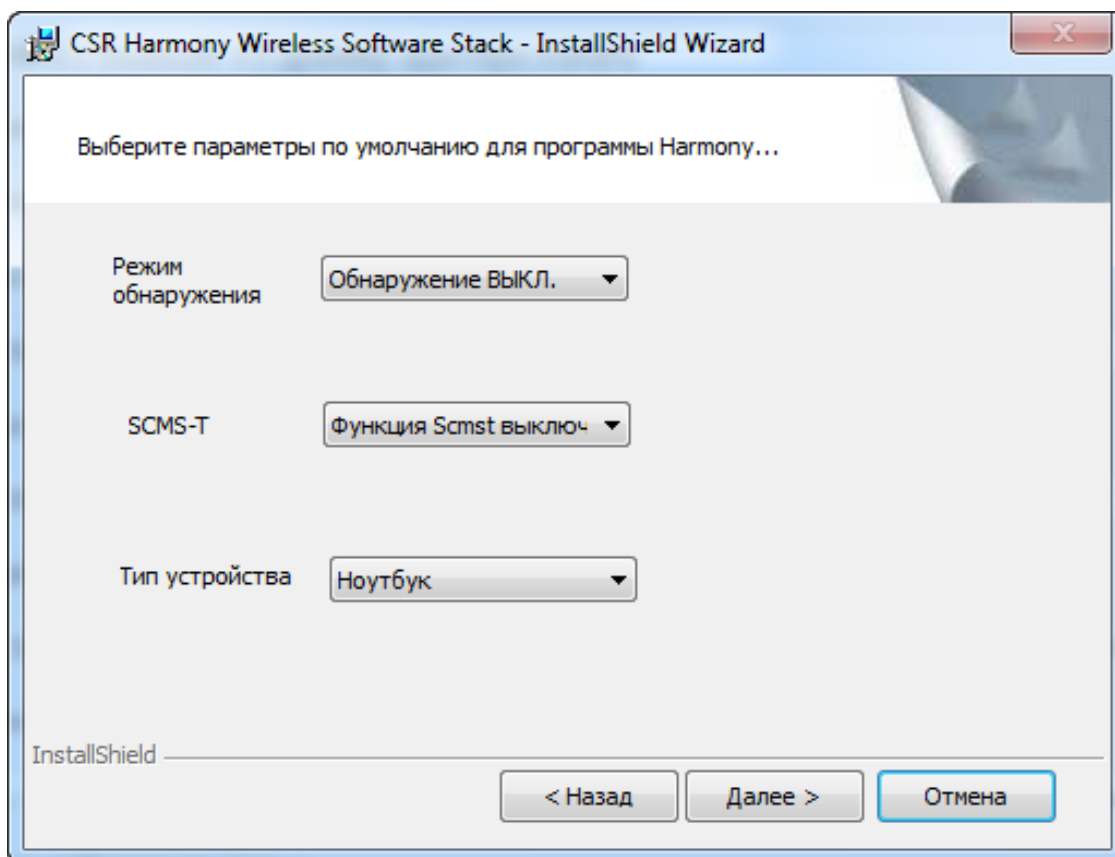 CSR Harmony Wireless Software Stack - InstallShield Wizard
Выберите параметры по умолчанию для программы Harmony...
Режим
обнаружения
Обнаружение ВЫКЛ.
SCMS-T
Функция Scmst выключ
Тип устройства
Ноутбук
InstallShield
< Назад
Далее >
Отмена